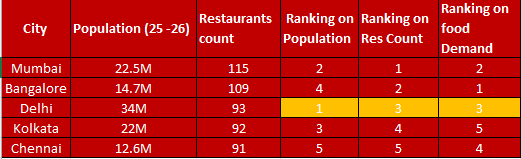 City Population (25 -26) Restaurants count Ranking on Population Ranking on Res Count Ranking on food Demand
Mumbai 22.5M 115 2 1 2
Bangalore 14.7M 109 4 2 1
Delhi 34M 93 1 3 3
Kolkata 22M 92 3 4 5
Chennai 12.6M 91 5 5 4